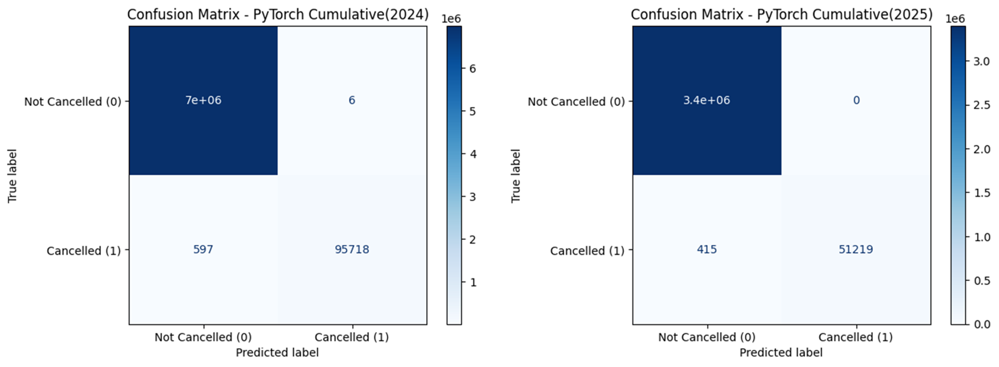 Confusion Matrix - PyTorch Cumulative(2024)
1e6
Not Cancelled (0)
7e+06
6
Cancelled (1)
597
95718
True label
Not Cancelled (0)
Cancelled (1)
Predicted label
6
5
4
3
2
1
Confusion Matrix - PyTorch Cumulative(2025)
1e6
Not Cancelled (0)
3.4e+06
0
Cancelled (1)
415
51219
True label
Not Cancelled (0)
Cancelled (1)
Predicted label
3.0
2.5
2.0
1.5
1.0
0.5
0.0